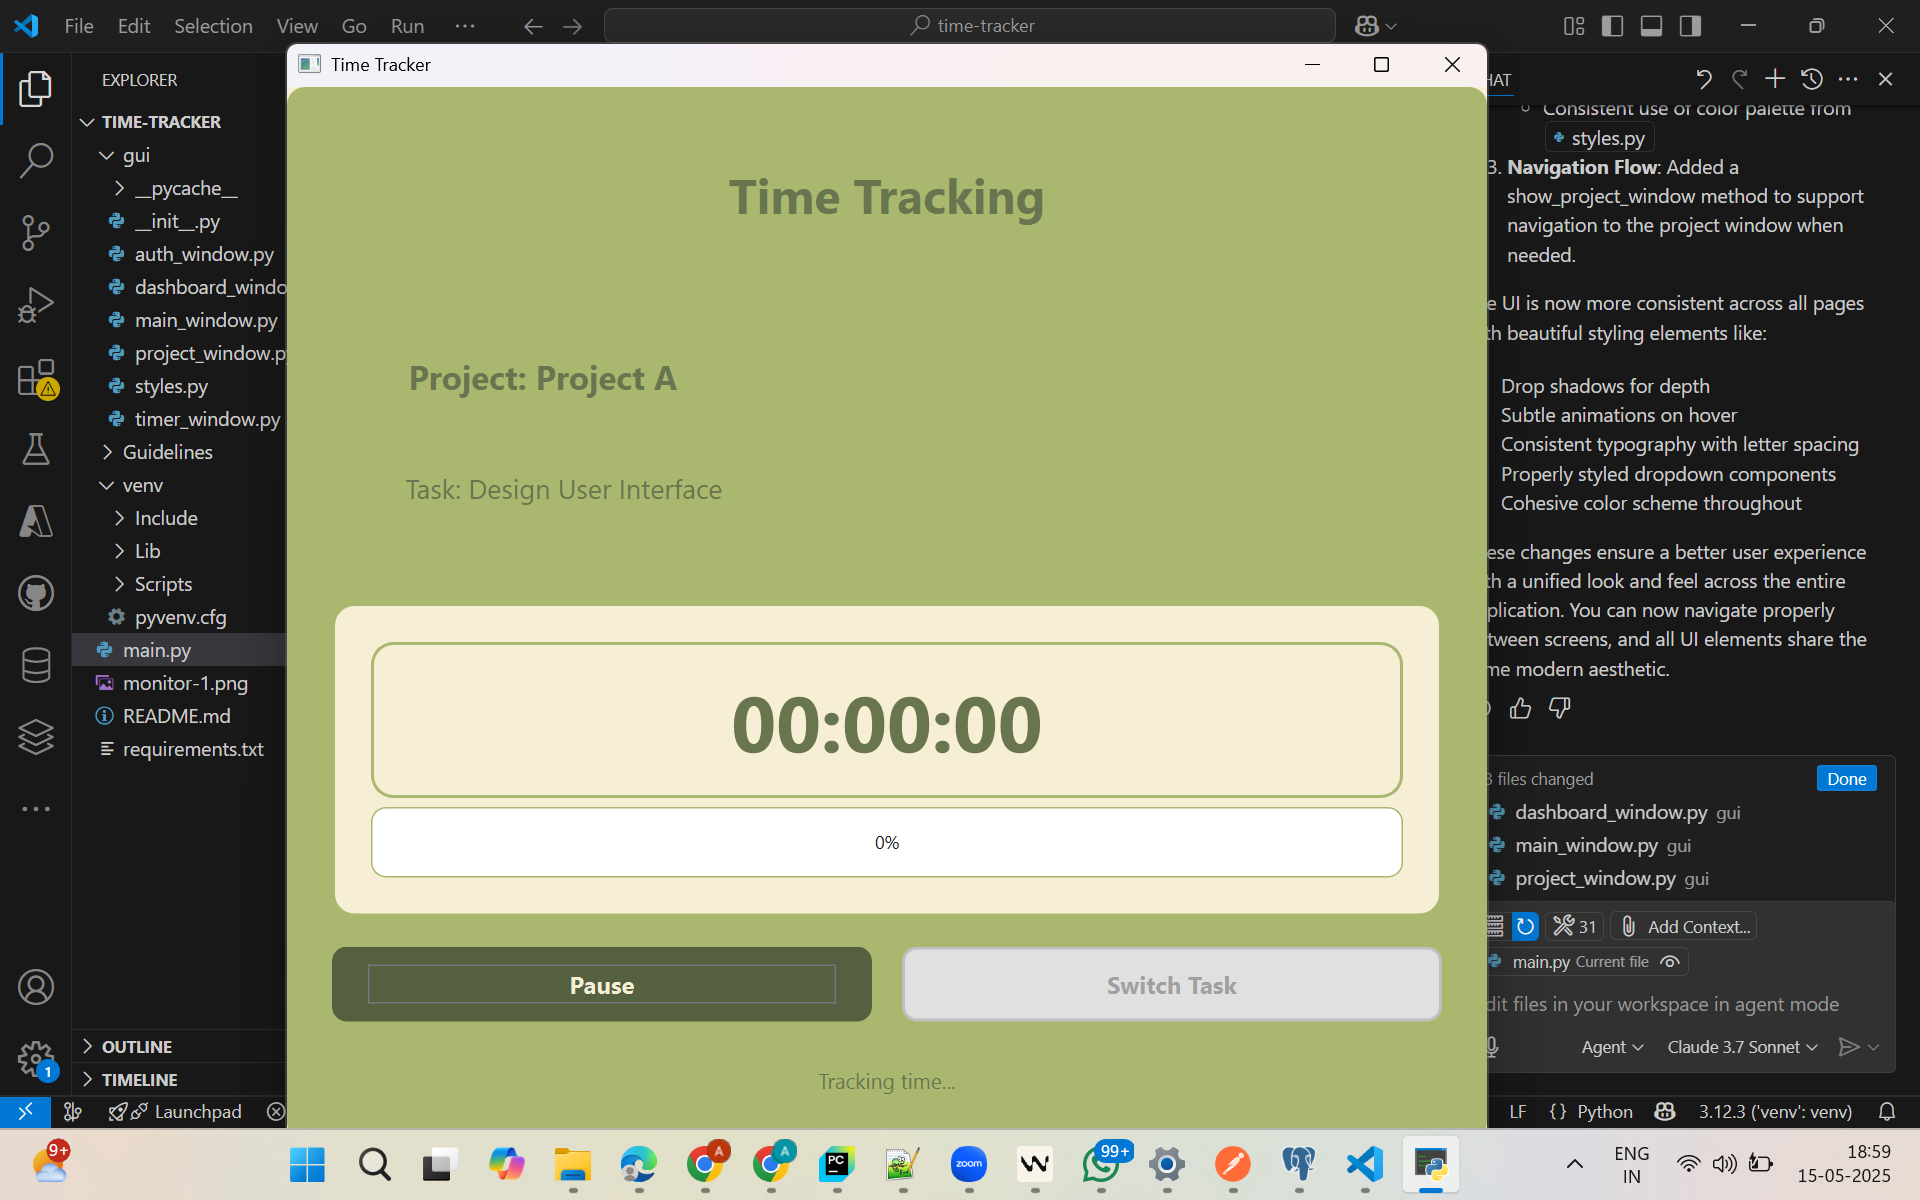 File Edit Selection View Go Run
time-tracker
EXPLORER
TIME-TRACKER
gui
__pycache__
__init__.py
auth_window.py
dashboard_windo
main_window.py
project_window.p
styles.py
timer_window.py
Guidelines
venv
Include
Lib
Scripts
pyvenv.cfg
main.py
monitor-1.png
README.md
requirements.txt
OUTLINE
TIMELINE
1
Launchpad
Time Tracker
Time Tracking
Project: Project A
Task: Design User Interface
00:00:00
0%
Pause
Switch Task
Tracking time...
HAT
Consistent use of color palette from
styles.py
3. Navigation Flow: Added a
show_project_window method to support
navigation to the project window when
needed.
e UI is now more consistent across all pages
th beautiful styling elements like:
Drop shadows for depth
Subtle animations on hover
Consistent typography with letter spacing
Properly styled dropdown components
Cohesive color scheme throughout
ese changes ensure a better user experience
th a unified look and feel across the entire
plication. You can now navigate properly
tween screens, and all UI elements share the
me modern aesthetic.
3 files changed
Done
dashboard_window.py gui
main_window.py gui
project_window.py gui
31
Add Context...
main.py Current file
dit files in your workspace in agent mode
Agent
Claude 3.7 Sonnet
LF
{} Python
3.12.3 ('venv': venv)
9+
A
A
PC
zoom
W
99+
ENG
IN
18:59
15-05-2025